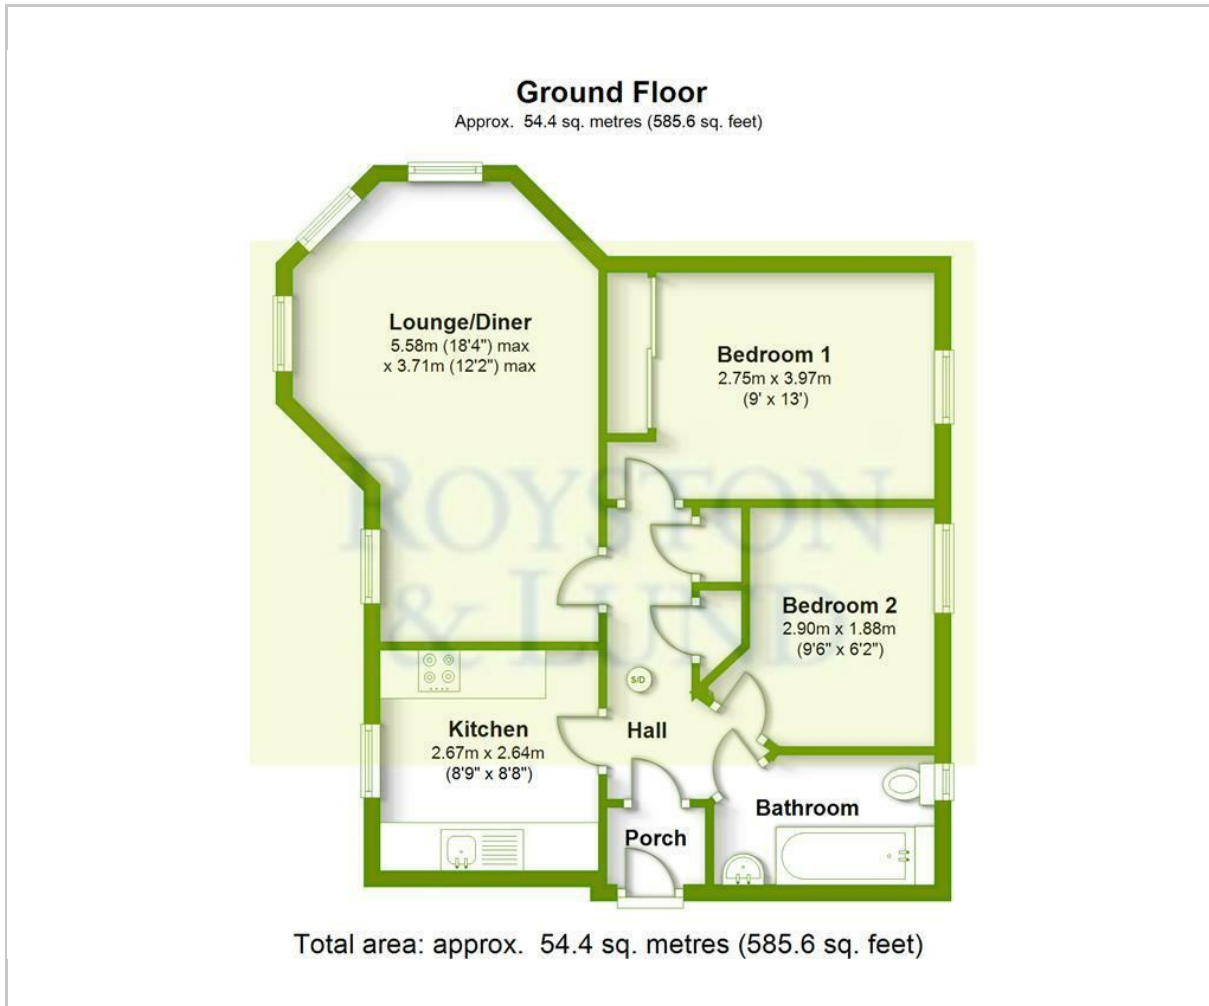 Ground Floor
Approx.  54.4 sq. metres (585.6 sq. feet)
Lounge/Diner
5.58m (18'4") max
x 3.71m (12'2") max
Bedroom 1
2.75m x 3.97m
(9' x 13')
ROYSTON
& LUND
Bedroom 2
2.90m x 1.88m
(9'6" x 6'2")
S/D
Kitchen
2.67m x 2.64m
(8'9" x 8'8")
Hall
Bathroom
Porch
Total area: approx.  54.4 sq. metres (585.6 sq. feet)